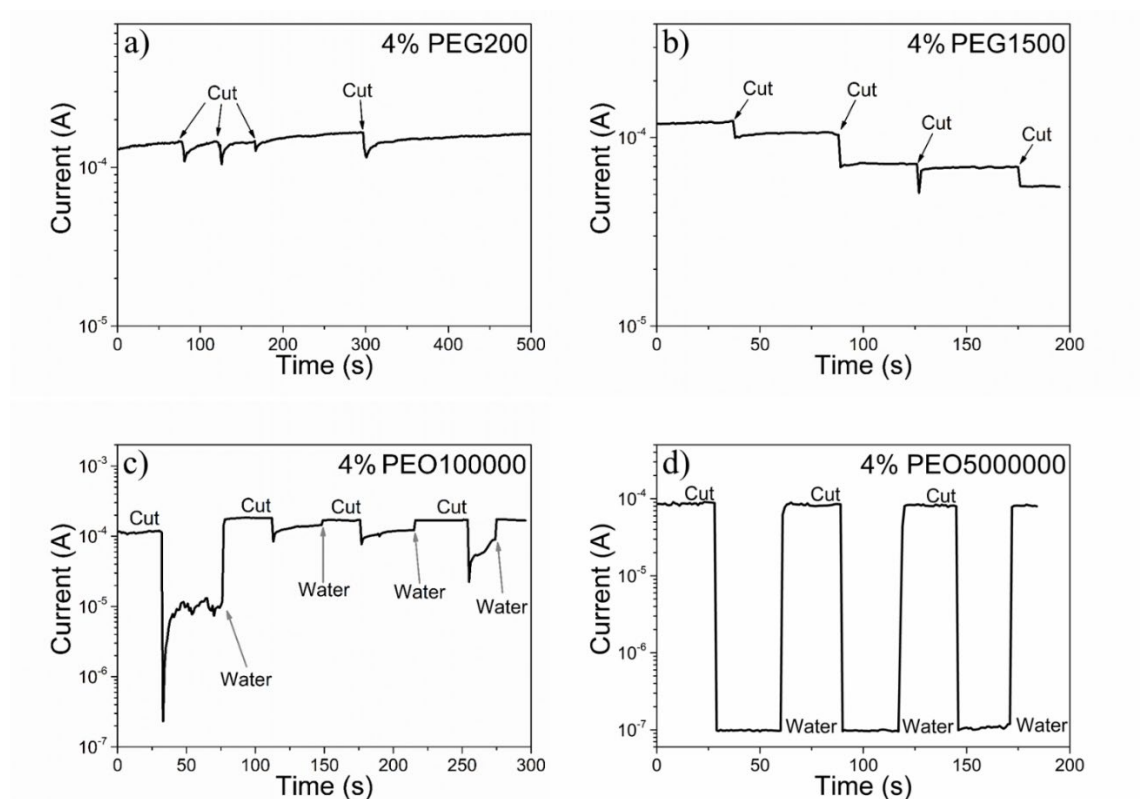 a)
4% PEG200
Cut
Cut
10^-4
10^-5
Current (A)
0
100
200
300
400
500
Time (s)
b)
4% PEG1500
Cut
Cut
Cut
Cut
10^-4
10^-5
Current (A)
0
50
100
150
200
Time (s)
c)
4% PEO100000
10^-3
10^-4
10^-5
10^-6
10^-7
Current (A)
Cut
Cut
Cut
Cut
Water
Water
Water
Water
0
50
100
150
200
250
300
Time (s)
d)
4% PEO5000000
10^-4
10^-5
10^-6
10^-7
Current (A)
Cut
Cut
Cut
Water
Water
Water
0
50
100
150
200
Time (s)